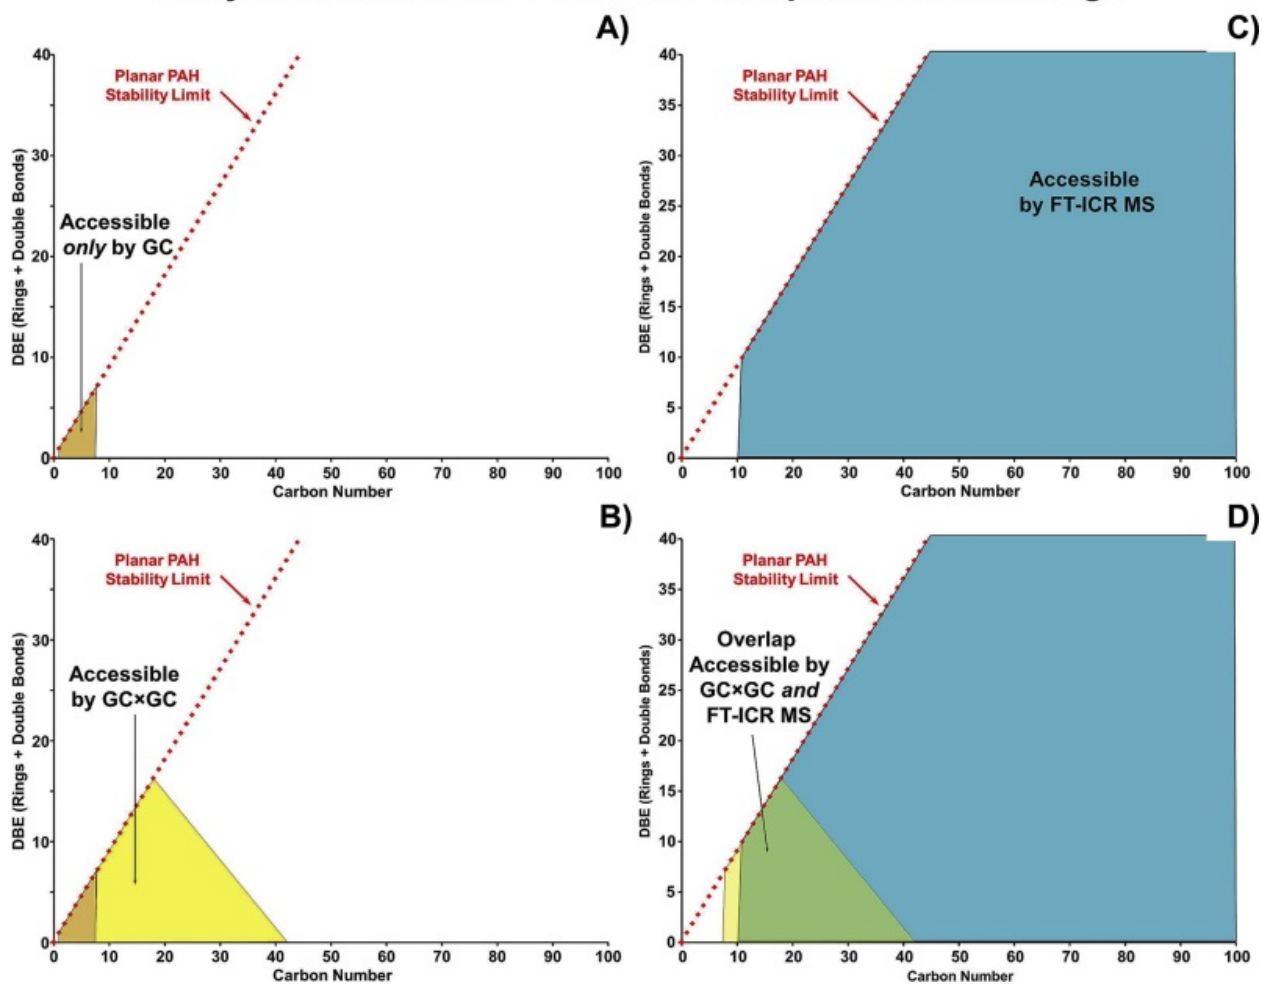 A)
40
30
20
10
0
DBE (Rings + Double Bonds)
Planar PAH
Stability Limit
Accessible
only by GC
0 10 20 30 40 50 60 70 80 90 100
Carbon Number
C)
40
35
30
25
20
15
10
5
0
DBE (Rings + Double Bonds)
Planar PAH
Stability Limit
Accessible
by FT-ICR MS
0 10 20 30 40 50 60 70 80 90 100
Carbon Number
B)
40
30
20
10
0
DBE (Rings + Double Bonds)
Planar PAH
Stability Limit
Accessible
by GC×GC
0 10 20 30 40 50 60 70 80 90 100
Carbon Number
D)
40
35
30
25
20
15
10
5
0
DBE (Rings + Double Bonds)
Planar PAH
Stability Limit
Overlap
Accessible by
GC×GC and
FT-ICR MS
0 10 20 30 40 50 60 70 80 90 100
Carbon Number